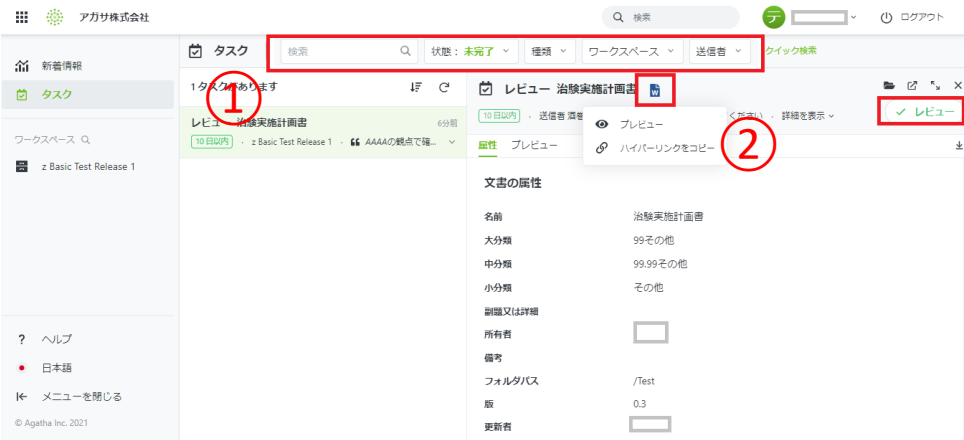 アガサ株式会社
検索
テ
ログアウト
新着情報
タスク
ワークスペース
z Basic Test Release 1
? ヘルプ
日本語
メニューを閉じる
© Agatha Inc. 2021
タスク
検索
状態： 未完了
種類
ワークスペース
送信者
クイック検索
1タスクがあります
①
レビュー 治験実施計画書
6分前
10日以内 · z Basic Test Release 1 · AAAAの観点で確...
レビュー 治験実施計画書
W
10日以内 · 送信者 酒巻
ください · 詳細を表示
レビュー
プレビュー
ハイパーリンクをコピー
②
属性
プレビュー
文書の属性
名前 治験実施計画書
大分類 99その他
中分類 99.99その他
小分類 その他
副題又は詳細
所有者
備考
フォルダパス /Test
版 0.3
更新者